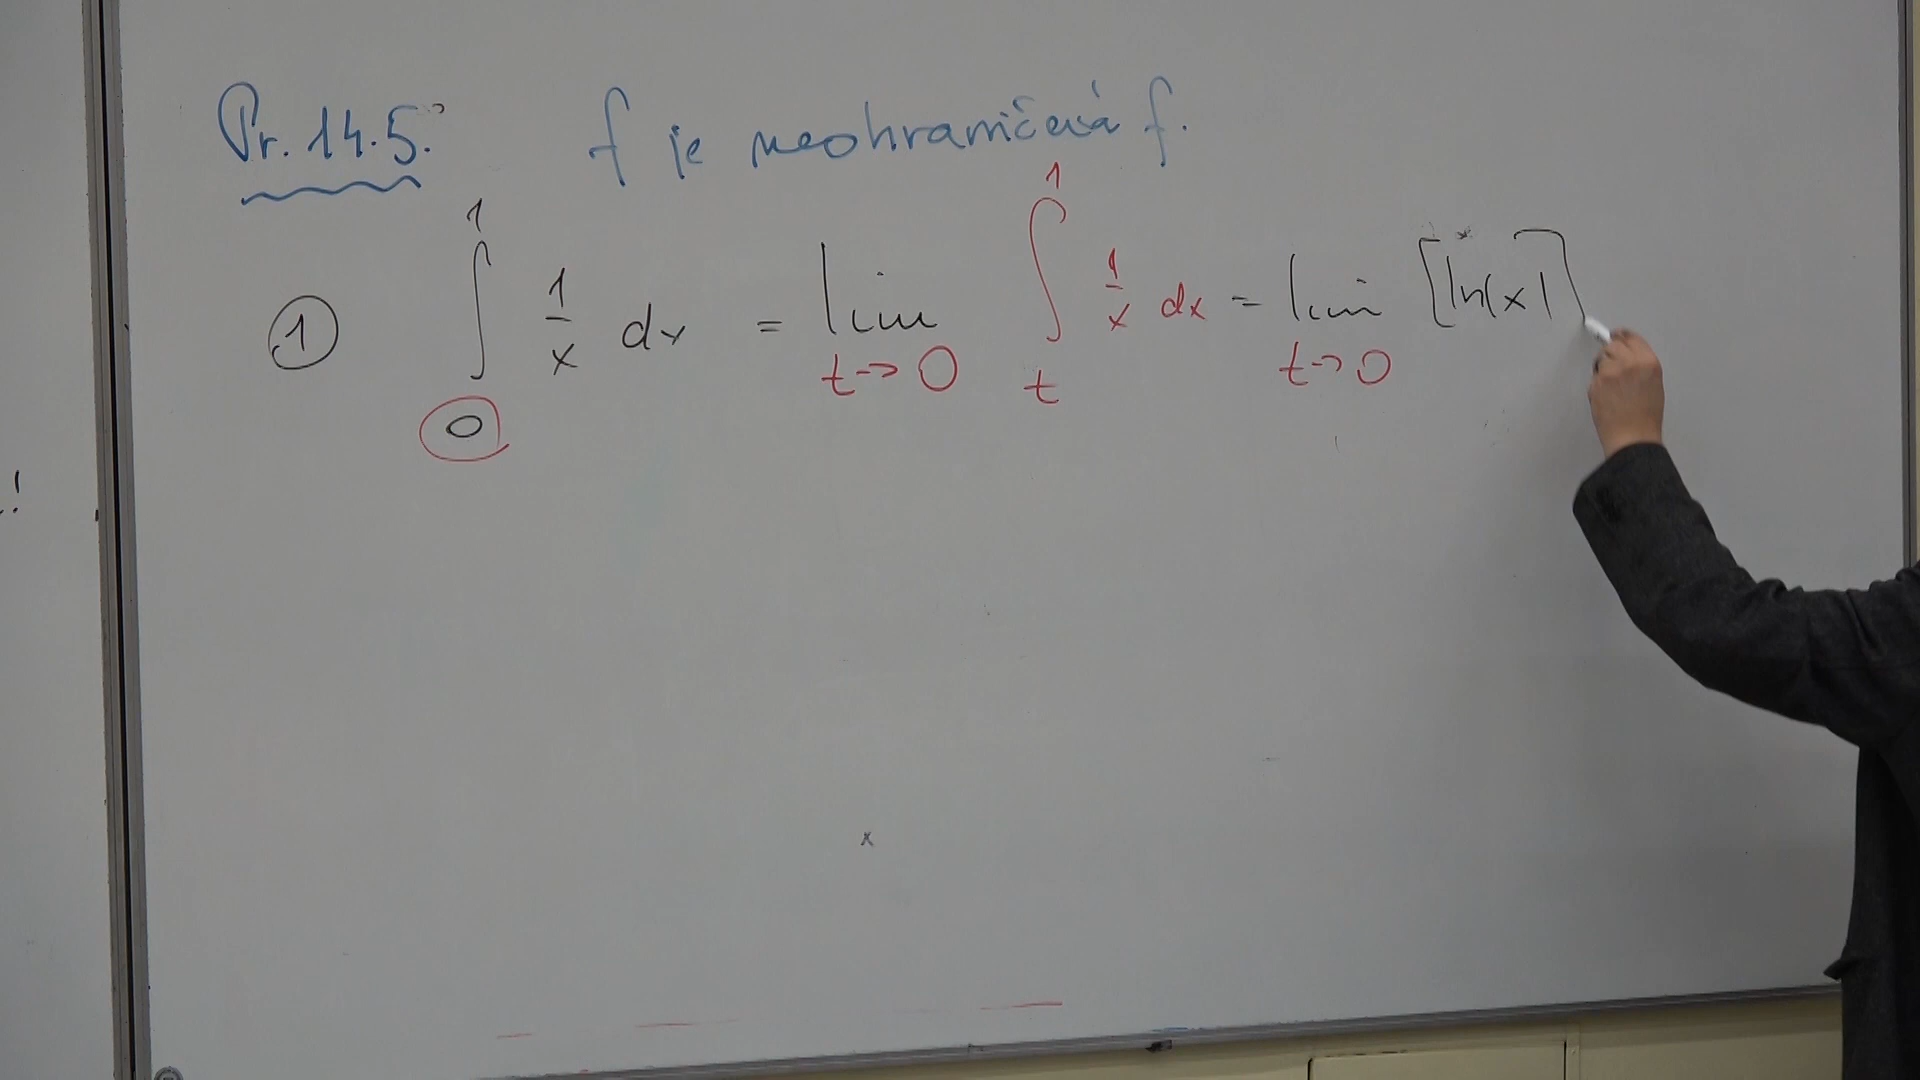 Pr. 14.5. f je neohraničená f.
① ∫₀¹ 1/x dx = lim_{t→0} ∫ₜ¹ 1/x dx = lim_{t→0} [ln|x|]
.!
x